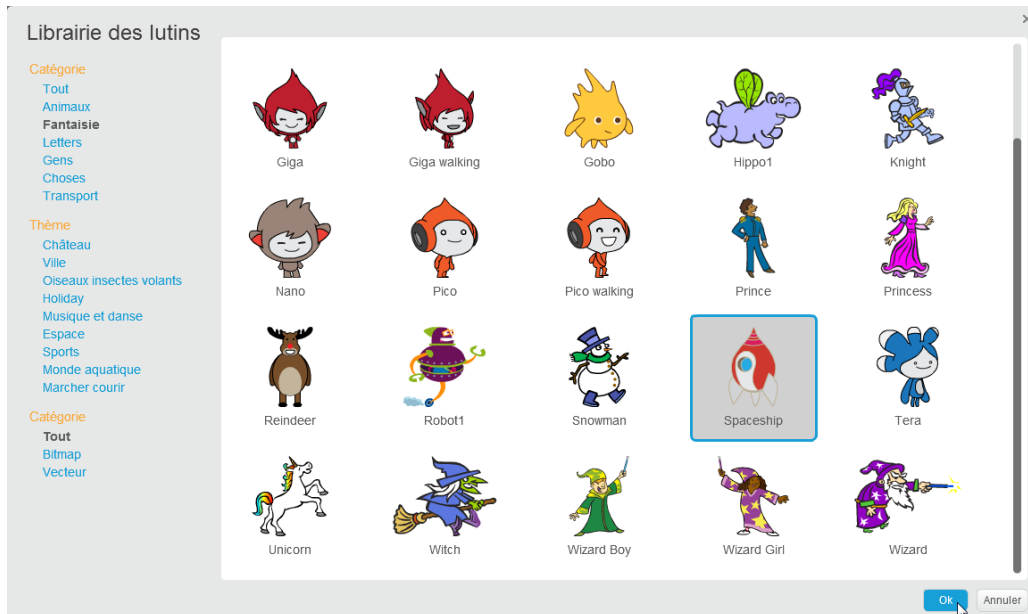 Librairie des lutins
Catégorie
Tout
Animaux
Fantaisie
Letters
Gens
Choses
Transport
Thème
Château
Ville
Oiseaux insectes volants
Holiday
Musique et danse
Espace
Sports
Monde aquatique
Marcher courir
Catégorie
Tout
Bitmap
Vecteur
Giga
Giga walking
Gobo
Hippo1
Knight
Nano
Pico
Pico walking
Prince
Princess
Reindeer
Robot1
Snowman
Spaceship
Tera
Unicorn
Witch
Wizard Boy
Wizard Girl
Wizard
Ok
Annuler